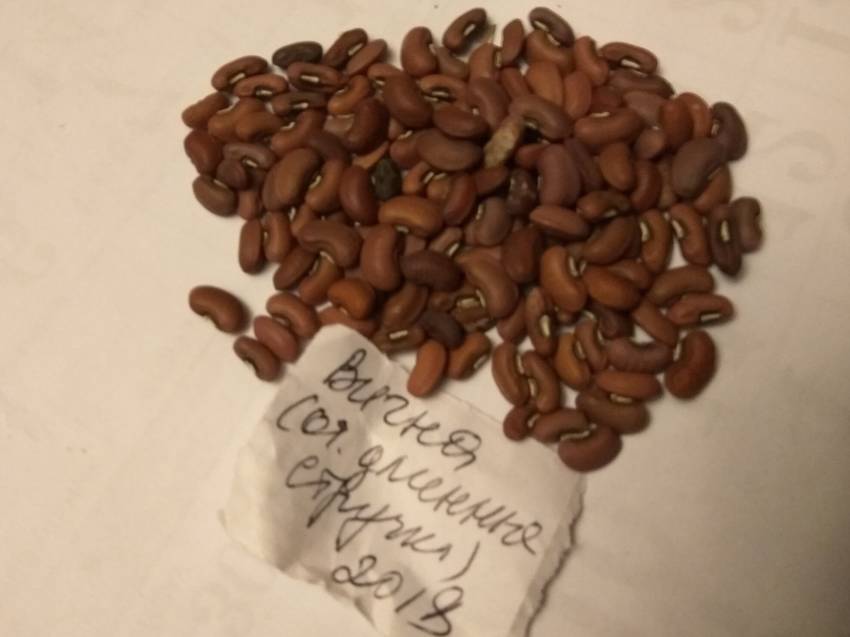 Вигна
(оч. длинные
стручки)
2018